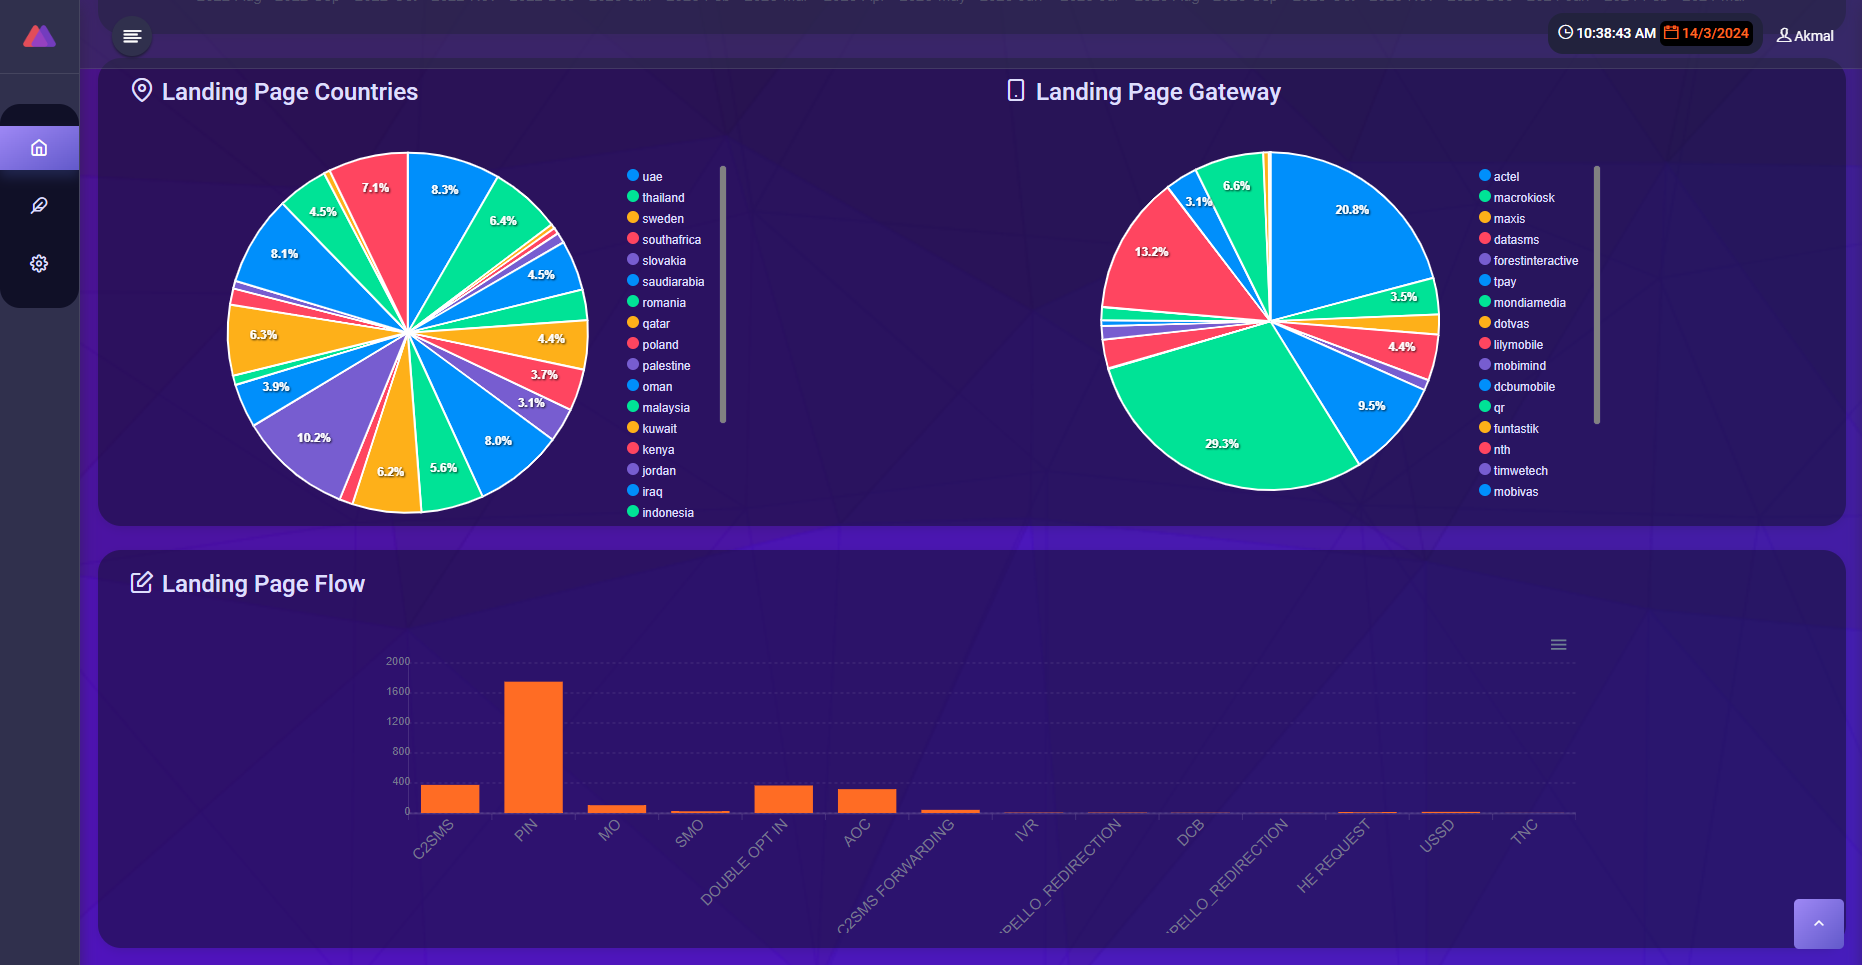 10:38:43 AM 14/3/2024 Akmal
Landing Page Countries
7.1%
8.3%
4.5%
6.4%
8.1%
4.5%
6.3%
4.4%
3.9%
3.7%
3.1%
10.2%
8.0%
6.2%
5.6%
uae
thailand
sweden
southafrica
slovakia
saudiarabia
romania
qatar
poland
palestine
oman
malaysia
kuwait
kenya
jordan
iraq
indonesia
Landing Page Gateway
6.6%
3.1%
20.8%
13.2%
3.5%
4.4%
9.5%
29.3%
actel
macrokiosk
maxis
datasms
forestinteractive
tpay
mondiamedia
dotvas
lilymobile
mobimind
dcbumobile
qr
funtastik
nth
timwetech
mobivas
Landing Page Flow
2000
1600
1200
800
400
0
C2SMS
PIN
MO
SMO
DOUBLE OPT IN
AOC
C2SMS FORWARDING
IVR
PELLO_REDIRECTION
DCB
PELLO_REDIRECTION
HE REQUEST
USSD
TNC